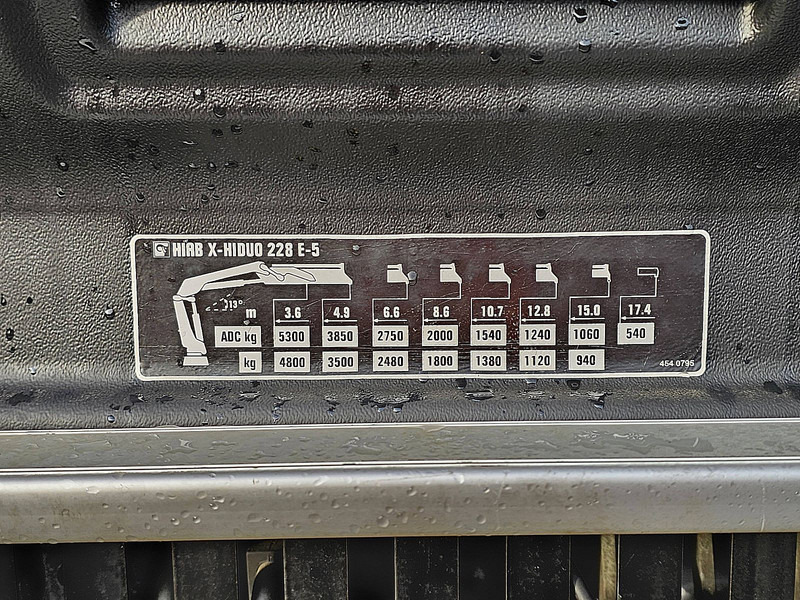 HIAB X-HIDUO 228 E-5
13°
m 3.6 4.9 6.6 8.6 10.7 12.8 15.0 17.4
ADC kg 5300 3850 2750 2000 1540 1240 1060 540
kg 4800 3500 2480 1800 1380 1120 940
454 0795